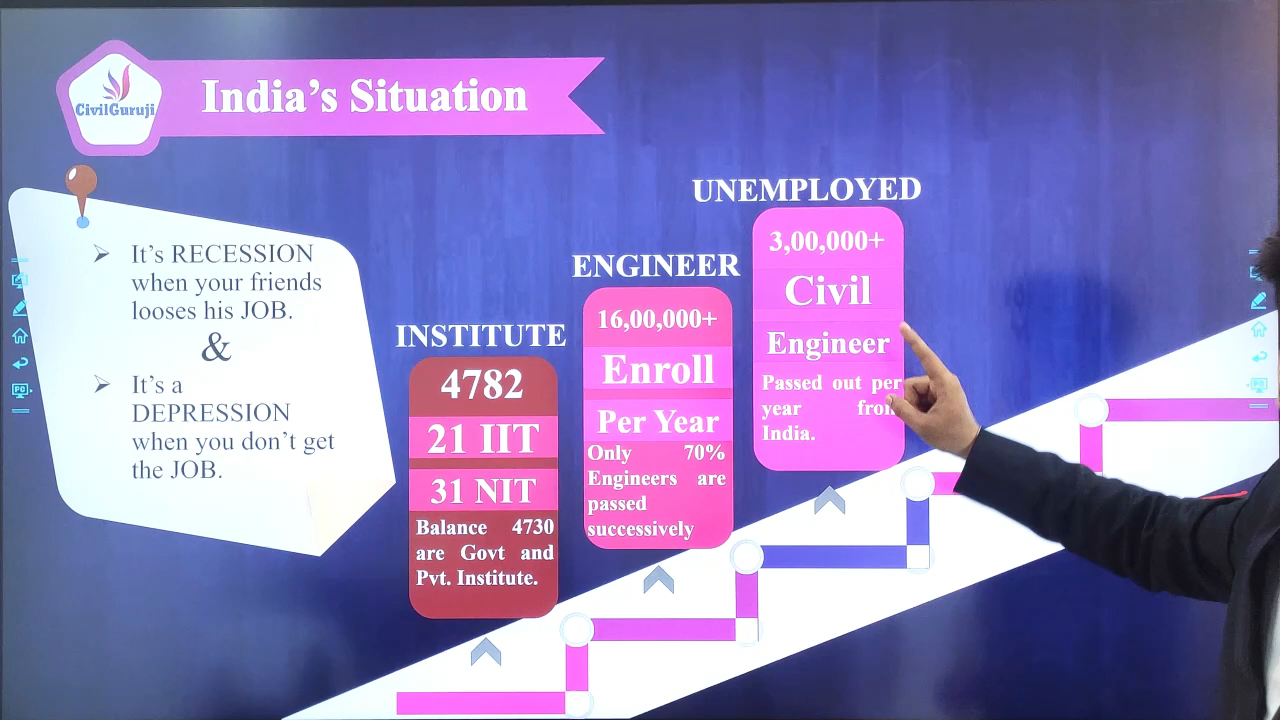 CivilGuruji
India's Situation
It's RECESSION
when your friends
looses his JOB.
&
It's a
DEPRESSION
when you don't get
the JOB.
INSTITUTE
4782
21 IIT
31 NIT
Balance 4730
are Govt and
Pvt. Institute.
ENGINEER
16,00,000+
Enroll
Per Year
Only 70%
Engineers are
passed
successively
UNEMPLOYED
3,00,000+
Civil
Engineer
Passed out per
year from
India.